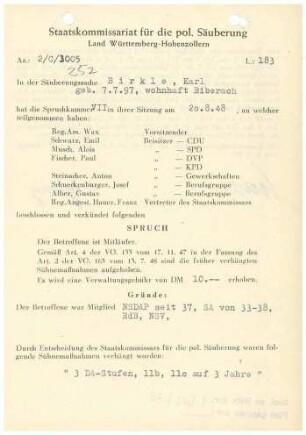 Staatskommissariat für die pol. Säuberung
Land Württemberg-Hohenzollern
Az.: 2/C/3005
L.: 183
252
In der Säuberungssache B i r k l e , Karl
geb. 7.7.97, wohnhaft Biberach
hat die Spruchkammer VII in ihrer Sitzung am 20.8.48 , an welcher
teilgenommen haben:
Reg.Am. Wax Vorsitzender
Schwarz, Emil Beisitzer — CDU
Musch, Alois „ — SPD
Fischer, Paul „ — DVP
„ — KPD
Steinacher, Anton „ — Gewerkschaften
Schneckenburger, Josef „ — Berufsgruppe
Alber, Gustav „ — Berufsgruppe
Reg.Angest. Hauer, Franz Vertreter des Staatskommissars
beschlossen und verkündet folgenden
SPRUCH
Der Betroffene ist Mitläufer.
Gemäß Art. 4 der VO. 133 vom 17. 11. 47 in der Fassung des
Art. 2 der VO. 165 vom 13. 7. 48 sind die früher verhängten
Sühnemaßnahmen aufgehoben.
Es wird eine Verwaltungsgebühr von DM 10.-- erhoben.
Gründe:
Der Betroffene war Mitglied NSDAP seit 37, SA von 33-38,
RdB, NSV,
Durch Entscheidung des Staatskommissars für die pol. Säuberung waren fol-
gende Sühnemaßnahmen verhängt worden:
" 3 DA-Stufen, 11b, 11c auf 3 Jahre "